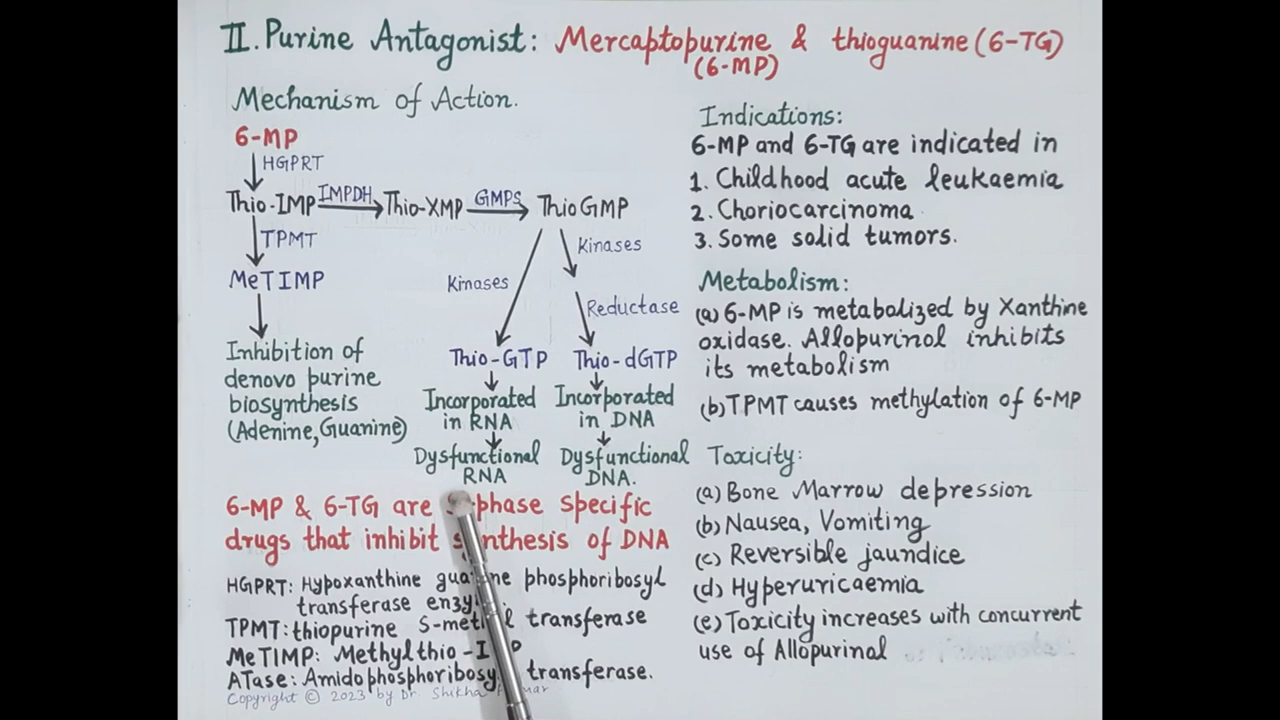 II. Purine Antagonist: Mercaptopurine & thioguanine (6-TG)
(6-MP)
Mechanism of Action.
6-MP
HGPRT
Thio-IMP IMPDH Thio-XMP GMPS ThioGMP
TPMT
MeTIMP
Inhibition of
denovo purine
biosynthesis
(Adenine, Guanine)
Kinases
Kinases
Reductase
Thio-GTP
Incorporated
in RNA
Dysfunctional
RNA
Thio-dGTP
Incorporated
in DNA
Dysfunctional
DNA.
6-MP & 6-TG are phase specific
drugs that inhibit synthesis of DNA
HGPRT: Hypoxanthine guanine phosphoribosyl
transferase
TPMT: thiopurine S-methyl transferase
MeTIMP: Methylthio-IMP
ATase: Amidophosphoribosyl transferase.
Copyright © 2023 by Dr. Shikha
Indications:
6-MP and 6-TG are indicated in
1. Childhood acute leukaemia
2. Choriocarcinoma
3. Some solid tumors.
Metabolism:
(a) 6-MP is metabolized by Xanthine
oxidase. Allopurinol inhibits
its metabolism
(b) TPMT causes methylation of 6-MP
Toxicity:
(a) Bone Marrow depression
(b) Nausea, Vomiting
(c) Reversible jaundice
(d) Hyperuricaemia
(e) Toxicity increases with concurrent
use of Allopurinol